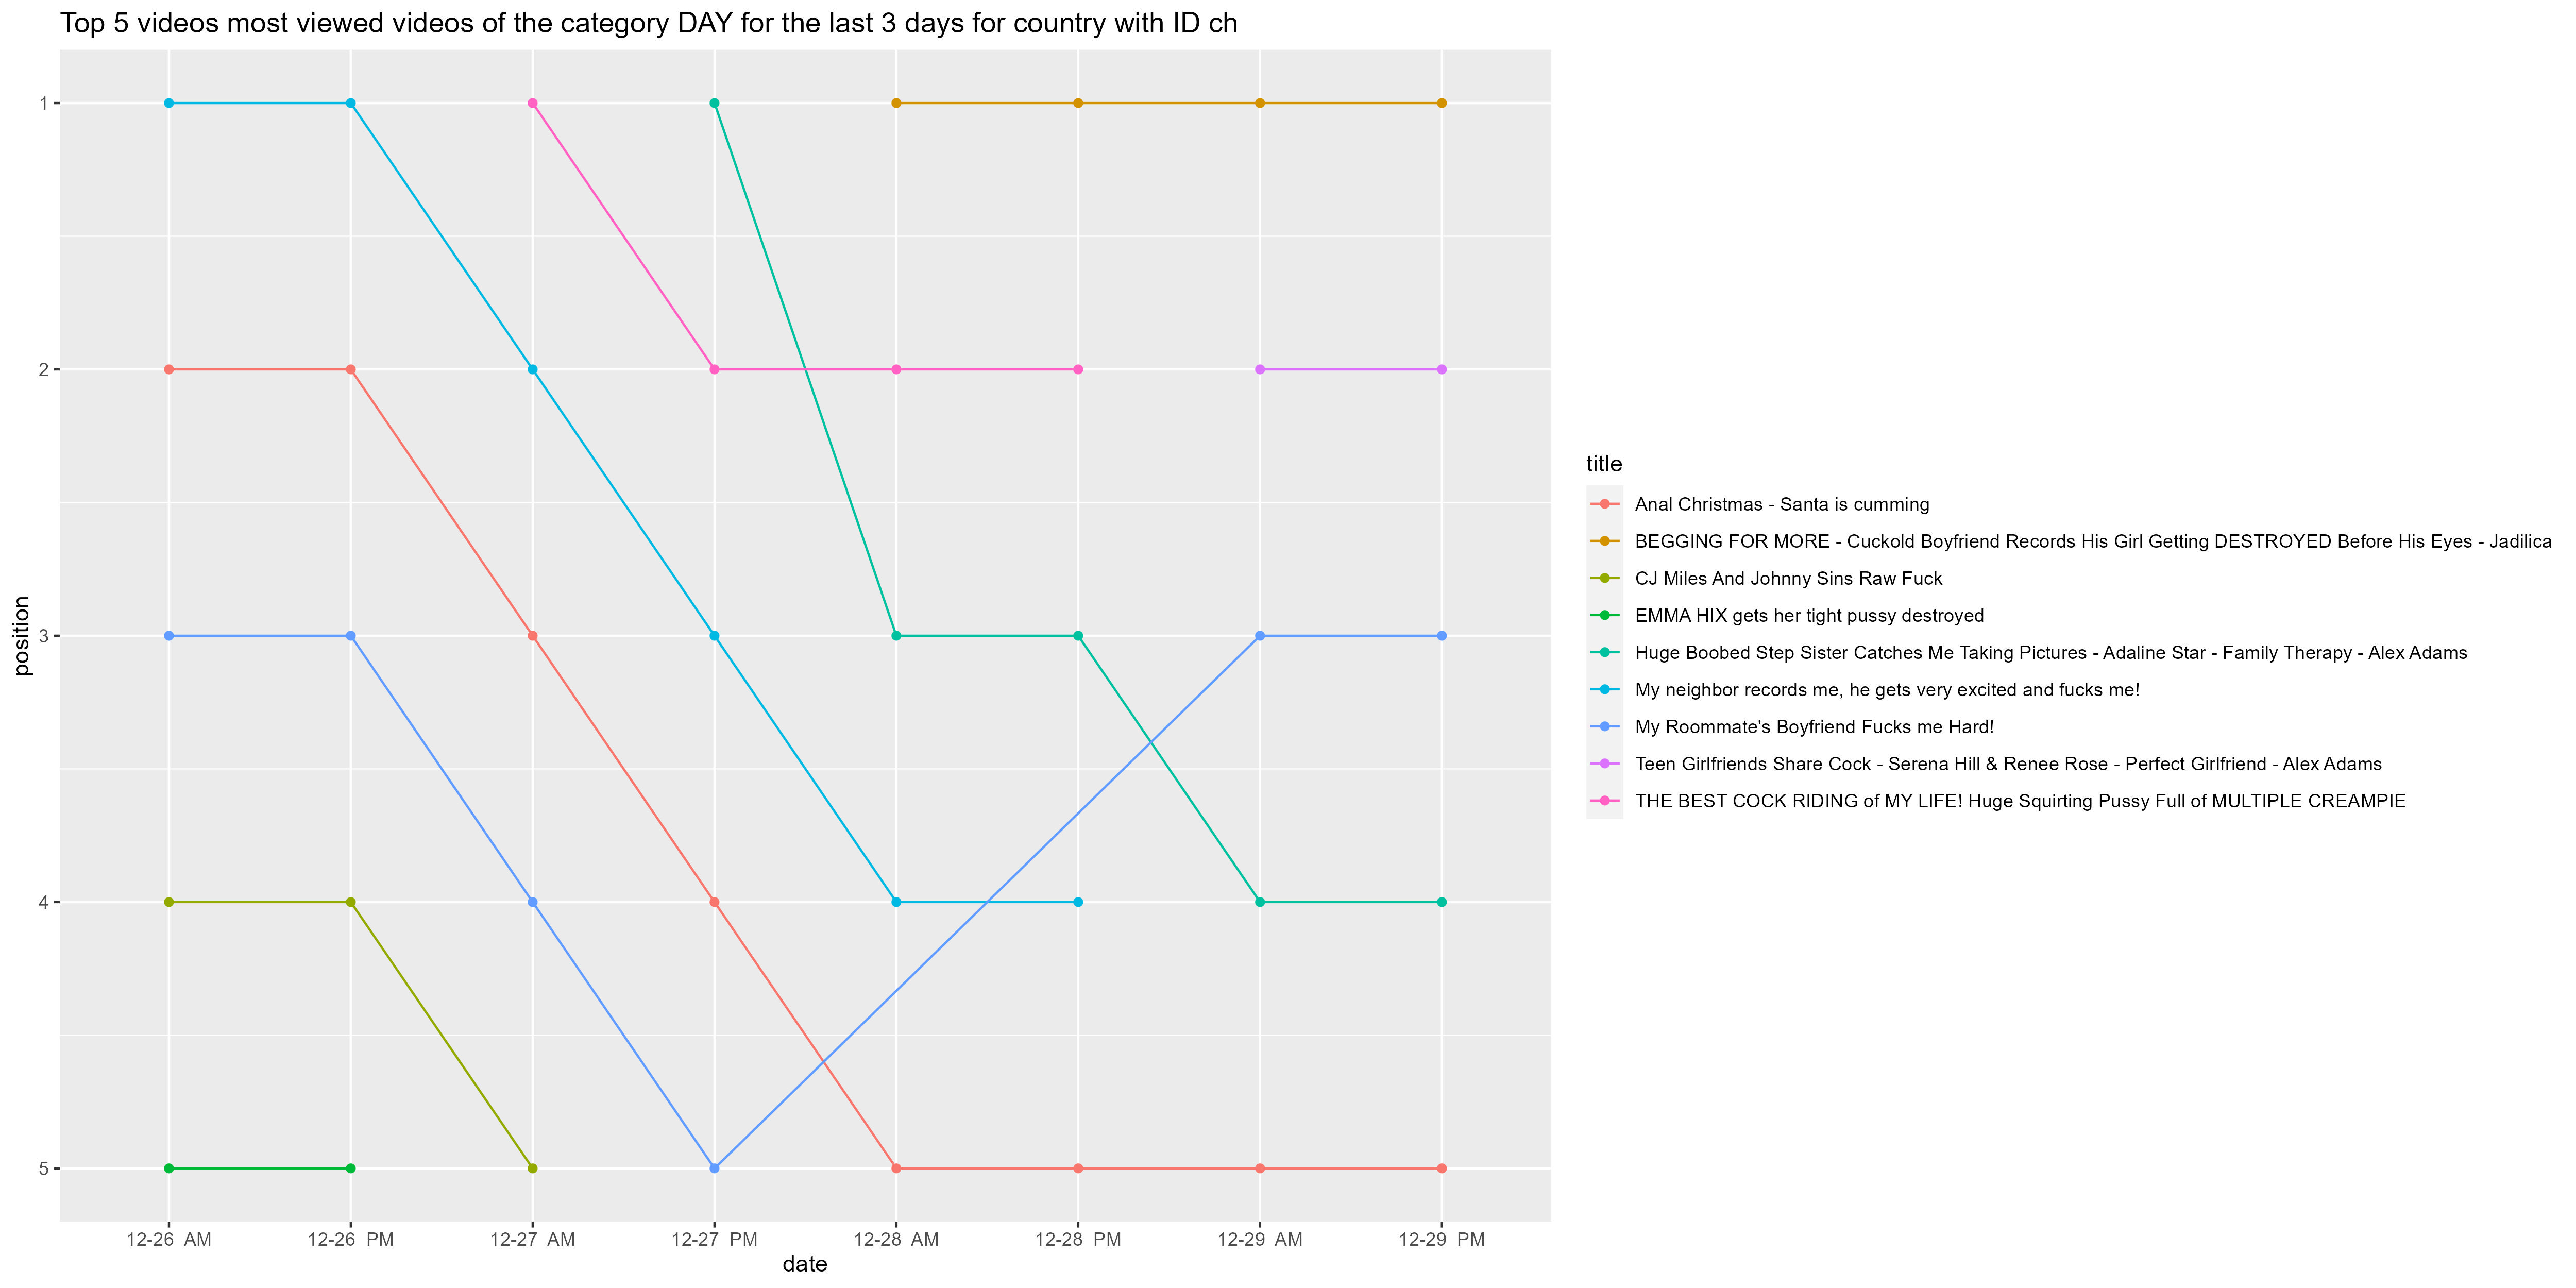 Top 5 videos most viewed videos of the category DAY for the last 3 days for country with ID ch
position
1
2
3
4
5
12-26 AM
12-26 PM
12-27 AM
12-27 PM
12-28 AM
12-28 PM
12-29 AM
12-29 PM
date
title
Anal Christmas - Santa is cumming
BEGGING FOR MORE - Cuckold Boyfriend Records His Girl Getting DESTROYED Before His Eyes - Jadilica
CJ Miles And Johnny Sins Raw Fuck
EMMA HIX gets her tight pussy destroyed
Huge Boobed Step Sister Catches Me Taking Pictures - Adaline Star - Family Therapy - Alex Adams
My neighbor records me, he gets very excited and fucks me!
My Roommate's Boyfriend Fucks me Hard!
Teen Girlfriends Share Cock - Serena Hill & Renee Rose - Perfect Girlfriend - Alex Adams
THE BEST COCK RIDING of MY LIFE! Huge Squirting Pussy Full of MULTIPLE CREAMPIE